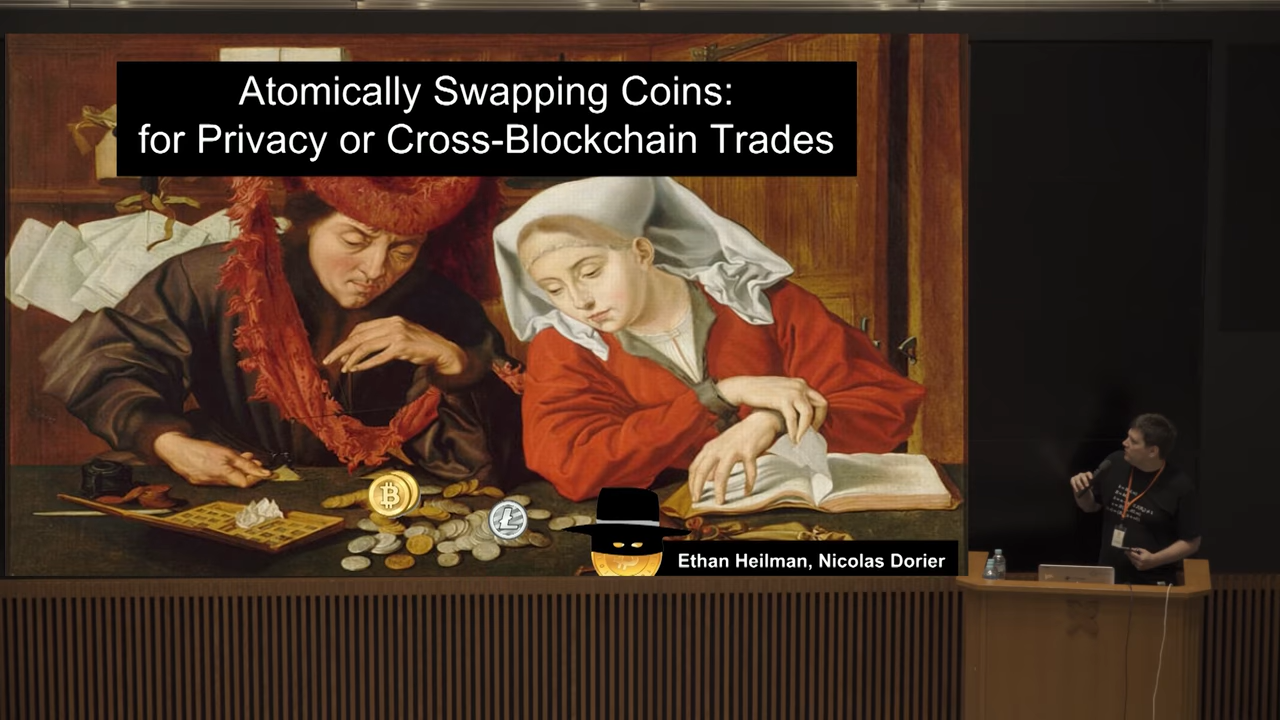 Atomically Swapping Coins:
for Privacy or Cross-Blockchain Trades
Ethan Heilman, Nicolas Dorier